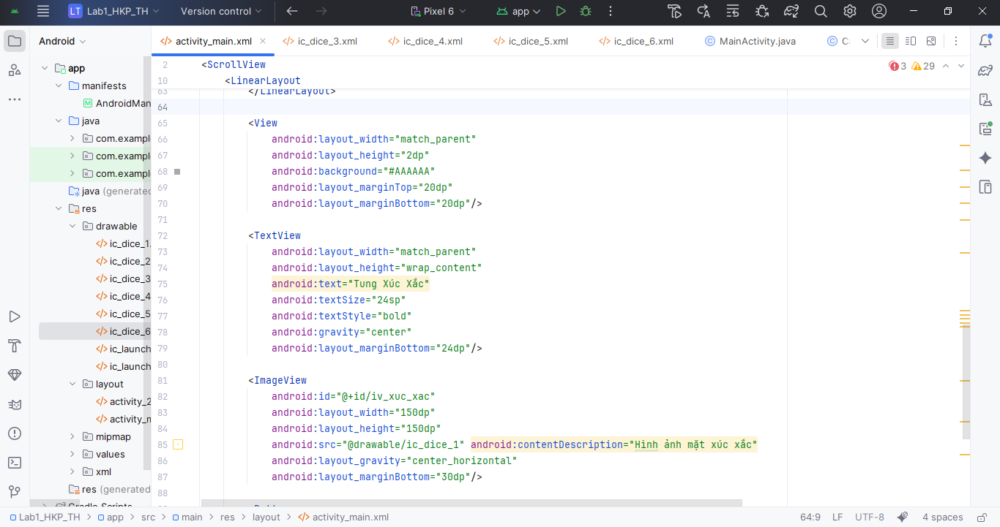 LT Lab1_HKP_TH Version control Pixel 6 app
Android
activity_main.xml ic_dice_3.xml ic_dice_4.xml ic_dice_5.xml ic_dice_6.xml MainActivity.java
app
manifests
AndroidMan
java
com.exampl
com.example
com.example
java (generated
res
drawable
ic_dice_1.
ic_dice_2
ic_dice_3
ic_dice_4
ic_dice_5
ic_dice_6
ic_launch
ic_launch
layout
activity_2
activity_m
mipmap
values
xml
res (generated
Gradle Scripts
3 29
2 <ScrollView
10 <LinearLayout
63 </LinearLayout>
64
65 <View
66 android:layout_width="match_parent"
67 android:layout_height="2dp"
68 android:background="#AAAAAA"
69 android:layout_marginTop="20dp"
70 android:layout_marginBottom="20dp"/>
71
72 <TextView
73 android:layout_width="match_parent"
74 android:layout_height="wrap_content"
75 android:text="Tung Xúc Xắc"
76 android:textSize="24sp"
77 android:textStyle="bold"
78 android:gravity="center"
79 android:layout_marginBottom="24dp"/>
80
81 <ImageView
82 android:id="@+id/iv_xuc_xac"
83 android:layout_width="150dp"
84 android:layout_height="150dp"
85 android:src="@drawable/ic_dice_1" android:contentDescription="Hình ảnh mặt xúc xắc"
86 android:layout_gravity="center_horizontal"
87 android:layout_marginBottom="30dp"/>
88
Lab1_HKP_TH > app > src > main > res > layout > activity_main.xml 64:9 LF UTF-8 4 spaces